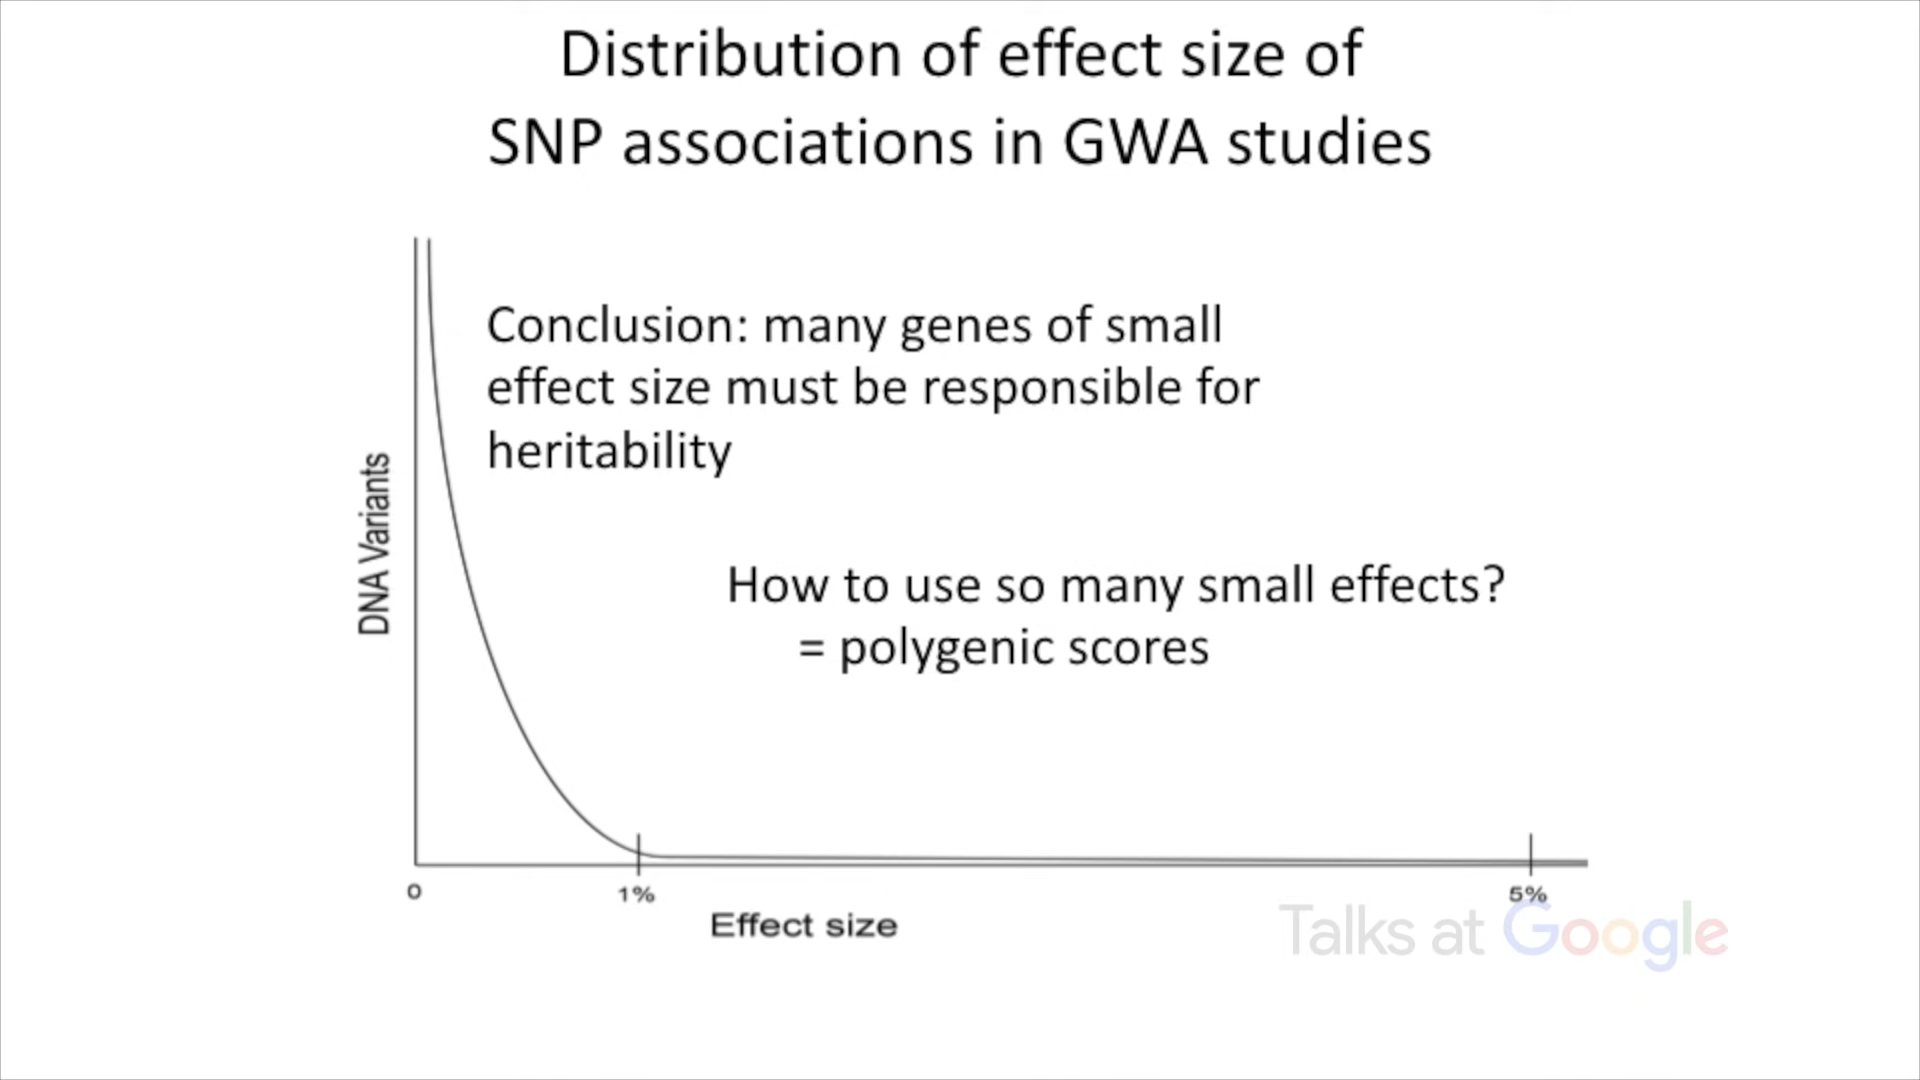 Distribution of effect size of
SNP associations in GWA studies
Conclusion: many genes of small
effect size must be responsible for
heritability
How to use so many small effects?
= polygenic scores
DNA Variants
0
1%
5%
Effect size
Talks at Google